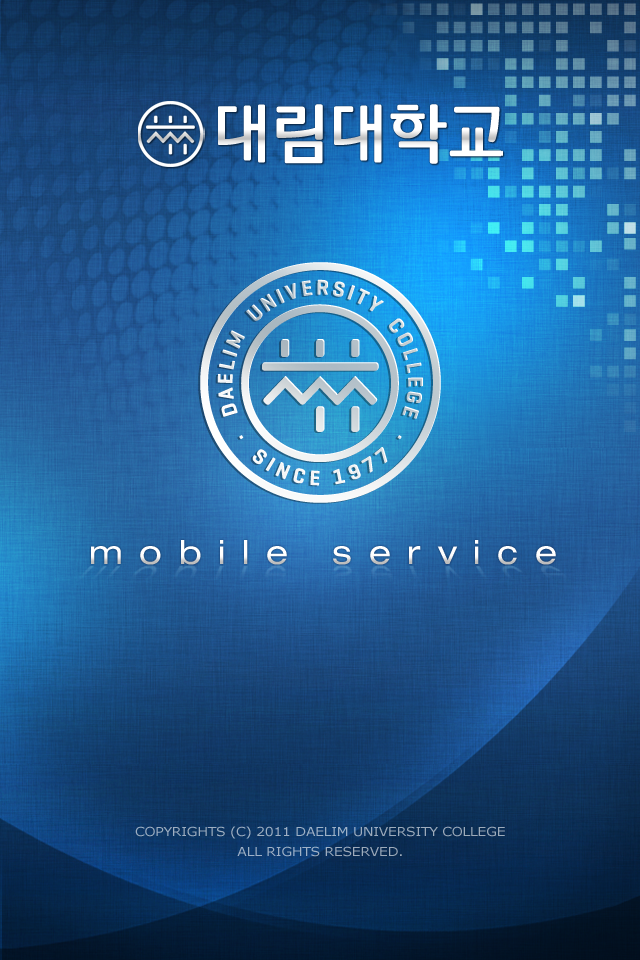 대림대학교
DAELIM UNIVERSITY COLLEGE
· SINCE 1977 ·
mobile service
COPYRIGHTS (C) 2011 DAELIM UNIVERSITY COLLEGE
ALL RIGHTS RESERVED.